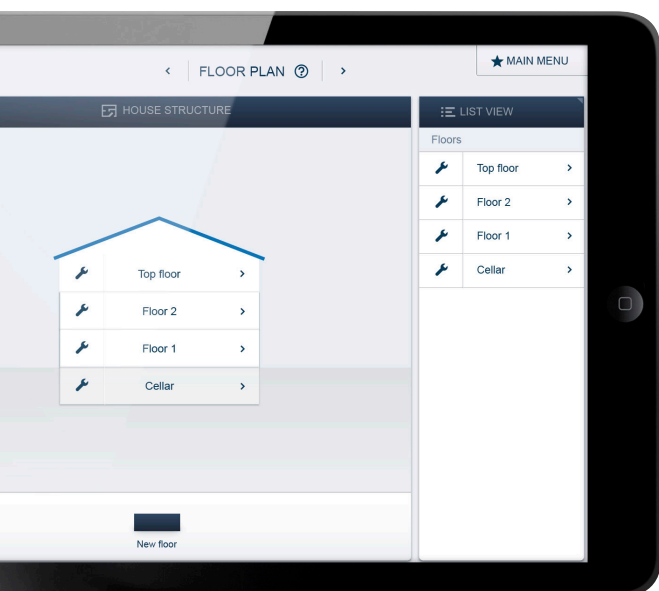 FLOOR PLAN
MAIN MENU
HOUSE STRUCTURE
Top floor
Floor 2
Floor 1
Cellar
New floor
LIST VIEW
Floors
Top floor
Floor 2
Floor 1
Cellar